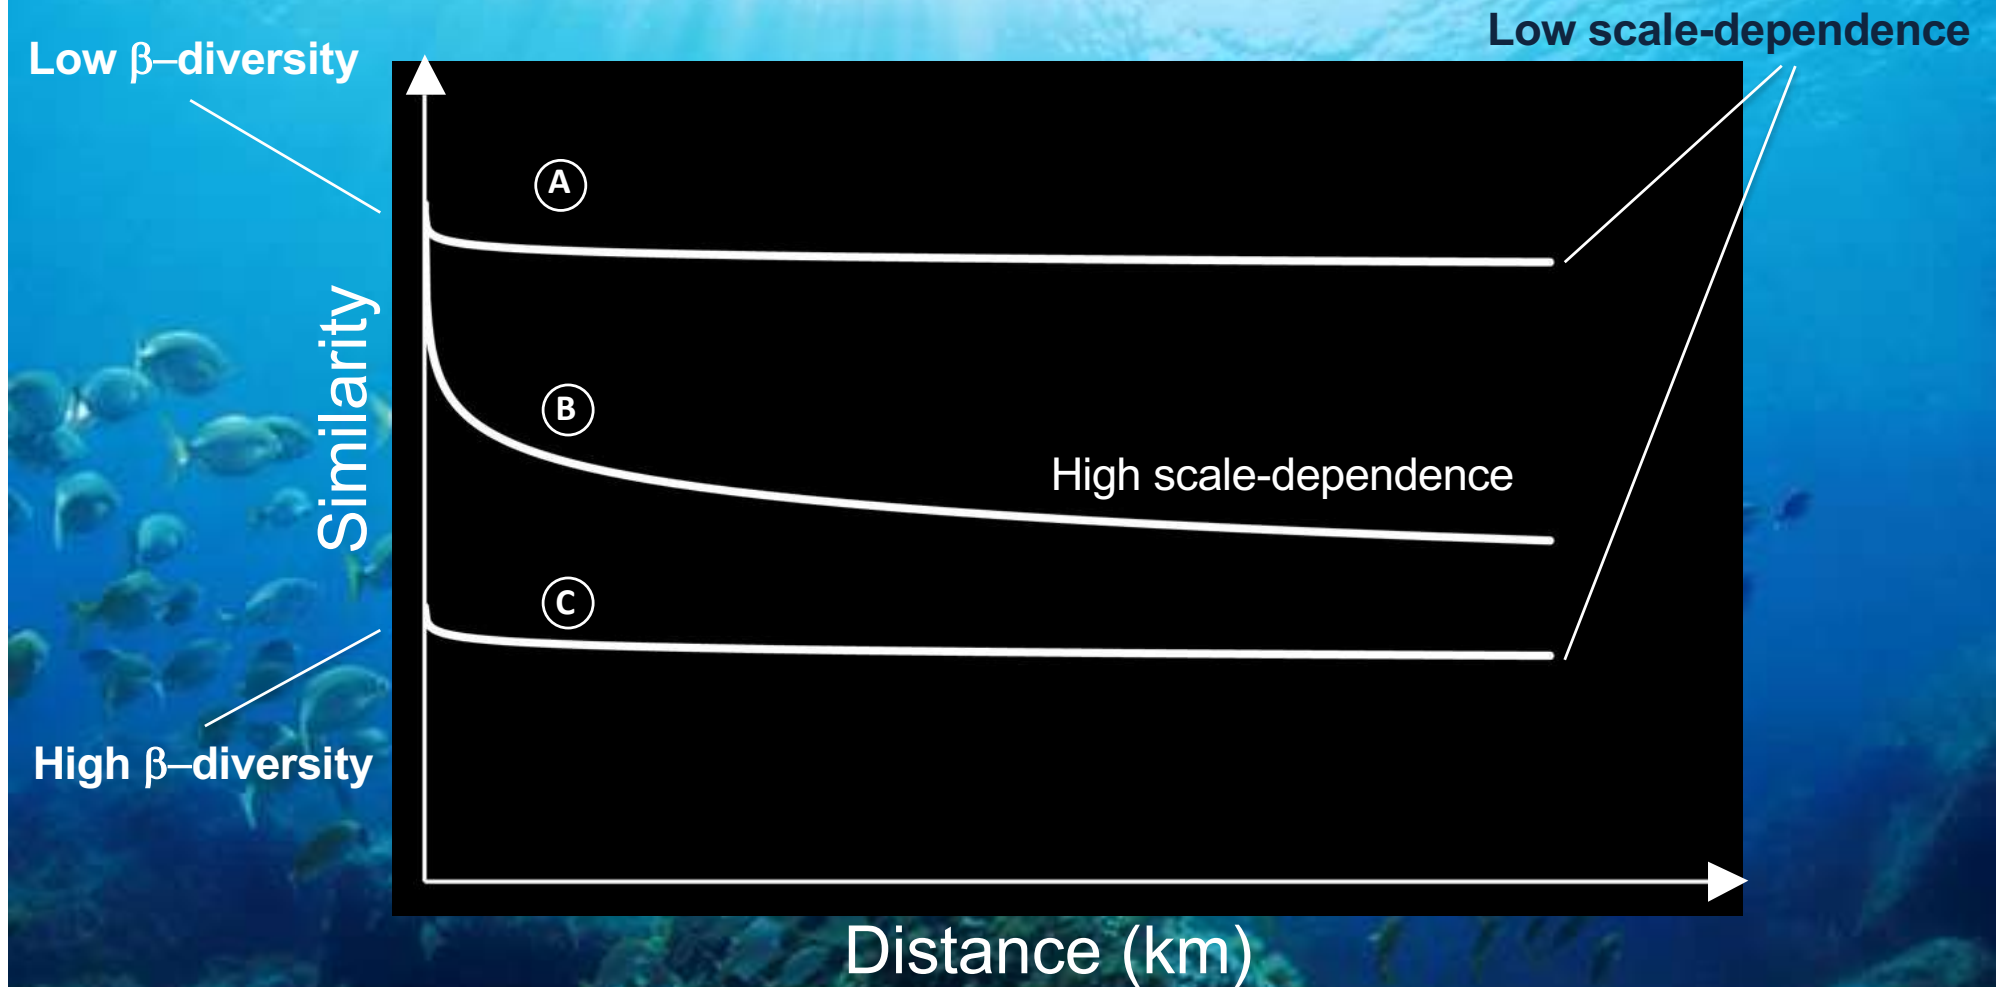 Low scale-dependence
Low β–diversity
A
Similarity
B
High scale-dependence
C
High β–diversity
Distance (km)